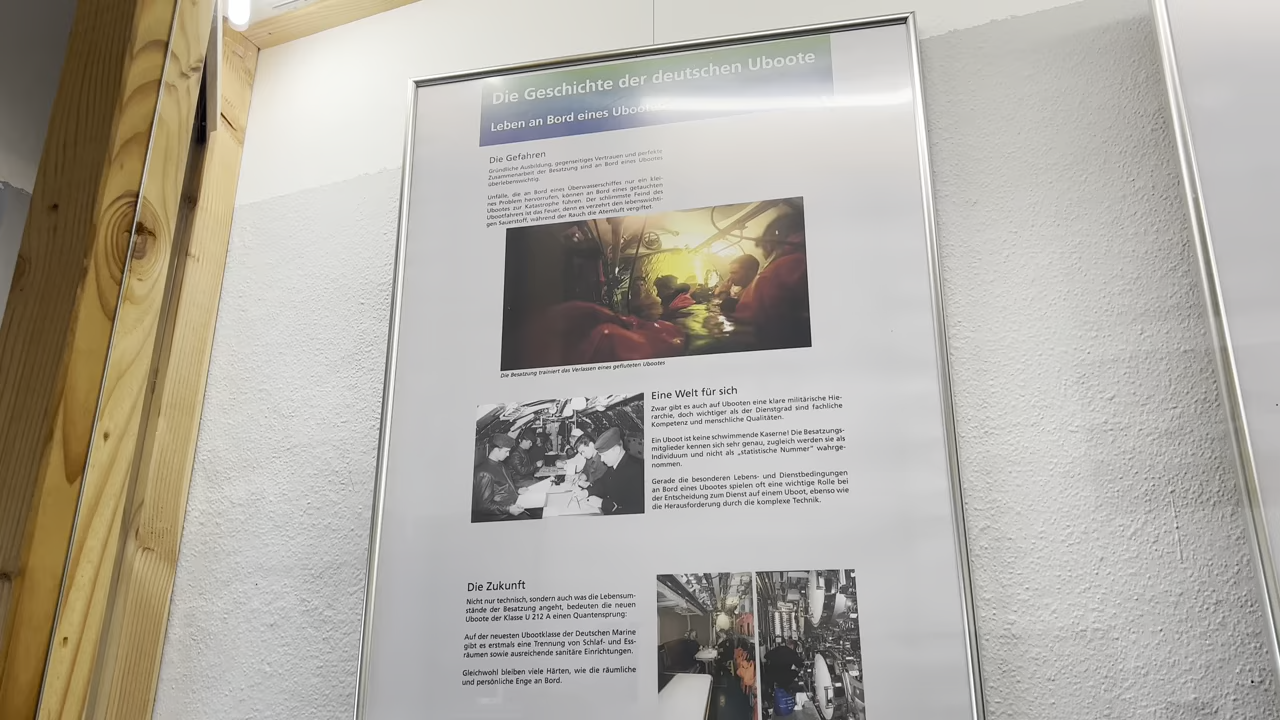 Die Geschichte der deutschen Uboote
Leben an Bord eines Ubootes
Die Gefahren
Gründliche Ausbildung, gegenseitiges Vertrauen und perfekte
Zusammenarbeit der Besatzung sind an Bord eines Ubootes
überlebenswichtig.
Unfälle, die an Bord eines Überwasserschiffes nur ein klei-
nes Problem hervorrufen, können an Bord eines getauchten
Ubootes zur Katastrophe führen. Der schlimmste Feind des
Ubootfahrers ist das Feuer, denn es verzehrt den lebenswichti-
gen Sauerstoff, während der Rauch die Atemluft vergiftet.
Die Besatzung trainiert das Verlassen eines gefluteten Ubootes
Eine Welt für sich
Zwar gibt es auch auf Ubooten eine klare militärische Hie-
rarchie, doch wichtiger als der Dienstgrad sind fachliche
Kompetenz und menschliche Qualitäten.
Ein Uboot ist keine schwimmende Kaserne! Die Besatzungs-
mitglieder kennen sich sehr genau, zugleich werden sie als
Individuum und nicht als „statistische Nummer" wahrge-
nommen.
Gerade die besonderen Lebens- und Dienstbedingungen
an Bord eines Ubootes spielen oft eine wichtige Rolle bei
der Entscheidung zum Dienst auf einem Uboot, ebenso wie
die Herausforderung durch die komplexe Technik.
Die Zukunft
Nicht nur technisch, sondern auch was die Lebensum-
stände der Besatzung angeht, bedeuten die neuen
Uboote der Klasse U 212 A einen Quantensprung:
Auf der neuesten Ubootklasse der Deutschen Marine
gibt es erstmals eine Trennung von Schlaf- und Ess-
räumen sowie ausreichende sanitäre Einrichtungen.
Gleichwohl bleiben viele Härten, wie die räumliche
und persönliche Enge an Bord.